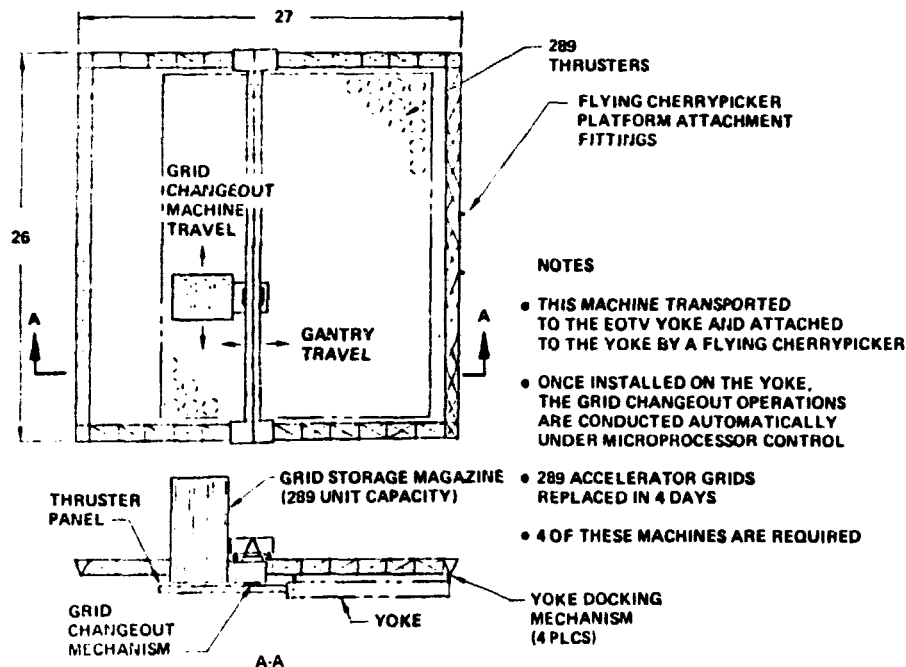 27
289
THRUSTERS
FLYING CHERRYPICKER
PLATFORM ATTACHMENT
FITTINGS
GRID
CHANGEOUT
MACHINE
TRAVEL
26
A
GANTRY
TRAVEL
A
NOTES
• THIS MACHINE TRANSPORTED
TO THE EOTV YOKE AND ATTACHED
TO THE YOKE BY A FLYING CHERRYPICKER
• ONCE INSTALLED ON THE YOKE,
THE GRID CHANGEOUT OPERATIONS
ARE CONDUCTED AUTOMATICALLY
UNDER MICROPROCESSOR CONTROL
• 289 ACCELERATOR GRIDS
REPLACED IN 4 DAYS
• 4 OF THESE MACHINES ARE REQUIRED
GRID STORAGE MAGAZINE
(289 UNIT CAPACITY)
THRUSTER
PANEL
GRID
CHANGEOUT
MECHANISM
YOKE
YOKE DOCKING
MECHANISM
(4 PLCS)
A-A